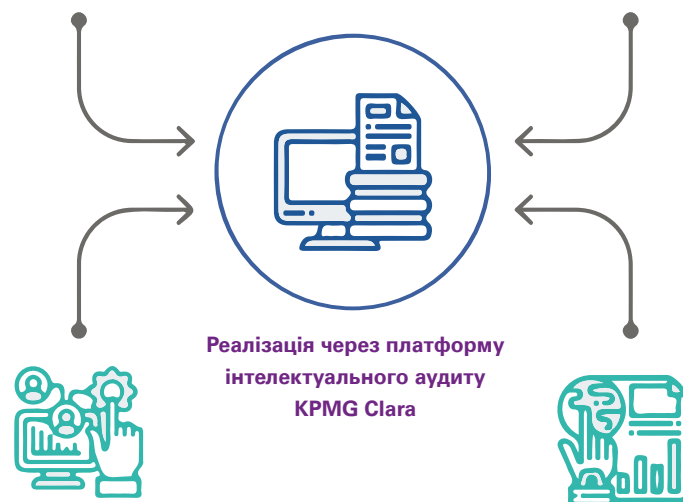 Реалізація через платформу
інтелектуального аудиту
KPMG Clara